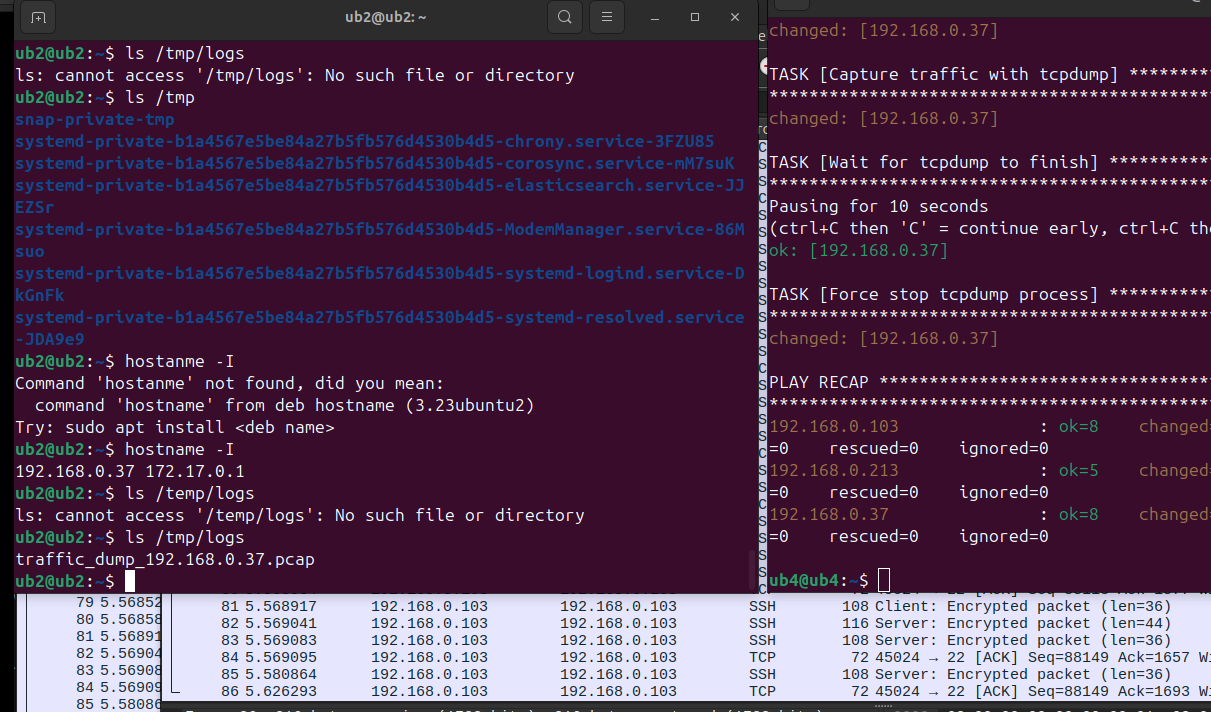 ub2@ub2: ~
ub2@ub2:~$ ls /tmp/logs
ls: cannot access '/tmp/logs': No such file or directory
ub2@ub2:~$ ls /tmp
snap-private-tmp
systemd-private-b1a4567e5be84a27b5fb576d4530b4d5-chrony.service-3FZU85
systemd-private-b1a4567e5be84a27b5fb576d4530b4d5-corosync.service-mM7suK
systemd-private-b1a4567e5be84a27b5fb576d4530b4d5-elasticsearch.service-JJ
EZSr
systemd-private-b1a4567e5be84a27b5fb576d4530b4d5-ModemManager.service-86M
suo
systemd-private-b1a4567e5be84a27b5fb576d4530b4d5-systemd-logind.service-D
kGnFk
systemd-private-b1a4567e5be84a27b5fb576d4530b4d5-systemd-resolved.service
-JDA9e9
ub2@ub2:~$ hostanme -I
Command 'hostanme' not found, did you mean:
  command 'hostname' from deb hostname (3.23ubuntu2)
Try: sudo apt install <deb name>
ub2@ub2:~$ hostname -I
192.168.0.37 172.17.0.1
ub2@ub2:~$ ls /temp/logs
ls: cannot access '/temp/logs': No such file or directory
ub2@ub2:~$ ls /tmp/logs
traffic_dump_192.168.0.37.pcap
ub2@ub2:~$
changed: [192.168.0.37]
TASK [Capture traffic with tcpdump] ********
********************************************
changed: [192.168.0.37]
TASK [Wait for tcpdump to finish] **********
********************************************
Pausing for 10 seconds
(ctrl+C then 'C' = continue early, ctrl+C the
ok: [192.168.0.37]
TASK [Force stop tcpdump process] **********
********************************************
changed: [192.168.0.37]
PLAY RECAP *********************************
********************************************
192.168.0.103 : ok=8 changed=
=0 rescued=0 ignored=0
192.168.0.213 : ok=5 changed=
=0 rescued=0 ignored=0
192.168.0.37 : ok=8 changed=
=0 rescued=0 ignored=0
ub4@ub4:~$
79 5.56852
80 5.56858
81 5.56891
82 5.56904
83 5.56908
84 5.56909
85 5.58086
81 5.568917 192.168.0.103 192.168.0.103 SSH 108 Client: Encrypted packet (len=36)
82 5.569041 192.168.0.103 192.168.0.103 SSH 116 Server: Encrypted packet (len=44)
83 5.569083 192.168.0.103 192.168.0.103 SSH 108 Server: Encrypted packet (len=36)
84 5.569095 192.168.0.103 192.168.0.103 TCP 72 45024 → 22 [ACK] Seq=88149 Ack=1657 Wi
85 5.580864 192.168.0.103 192.168.0.103 SSH 108 Server: Encrypted packet (len=36)
86 5.626293 192.168.0.103 192.168.0.103 TCP 72 45024 → 22 [ACK] Seq=88149 Ack=1693 Wi